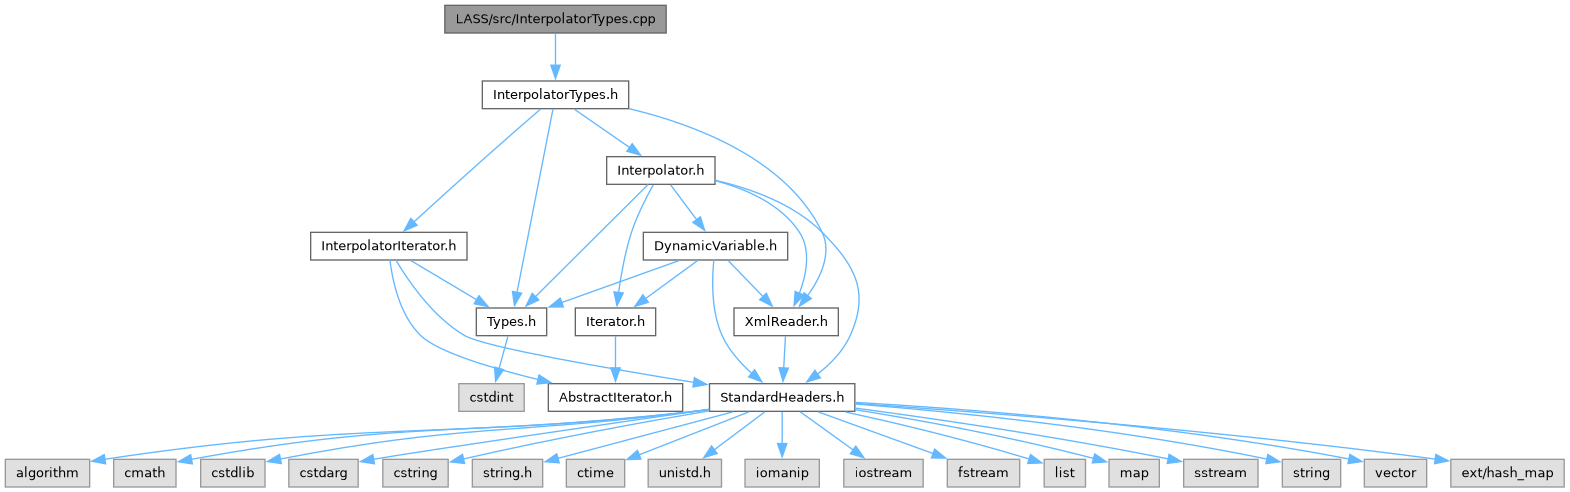 LASS/src/InterpolatorTypes.cpp
InterpolatorTypes.h
Interpolator.h
InterpolatorIterator.h
DynamicVariable.h
Types.h
Iterator.h
XmlReader.h
cstdint
AbstractIterator.h
StandardHeaders.h
algorithm
cmath
cstdlib
cstdarg
cstring
string.h
ctime
unistd.h
iomanip
iostream
fstream
list
map
sstream
string
vector
ext/hash_map